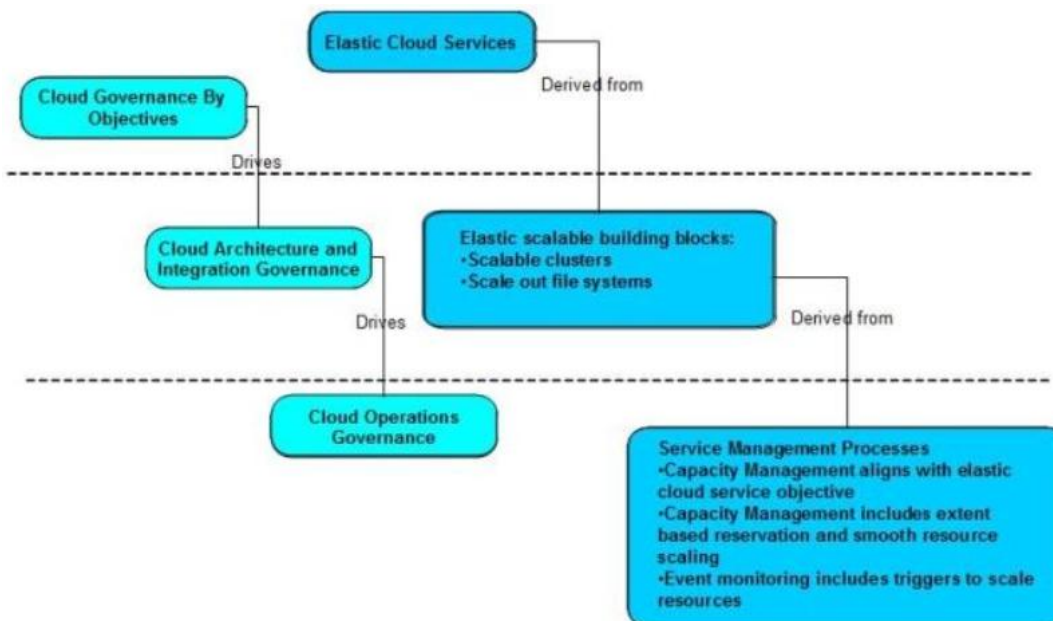 Elastic Cloud Services
Derived from
Cloud Governance By
Objectives
Drives
Cloud Architecture and
Integration Governance
Elastic scalable building blocks:
•Scalable clusters
•Scale out file systems
Drives
Derived from
Cloud Operations
Governance
Service Management Processes
•Capacity Management aligns with elastic
cloud service objective
•Capacity Management includes extent
based reservation and smooth resource
scaling
•Event monitoring includes triggers to scale
resources